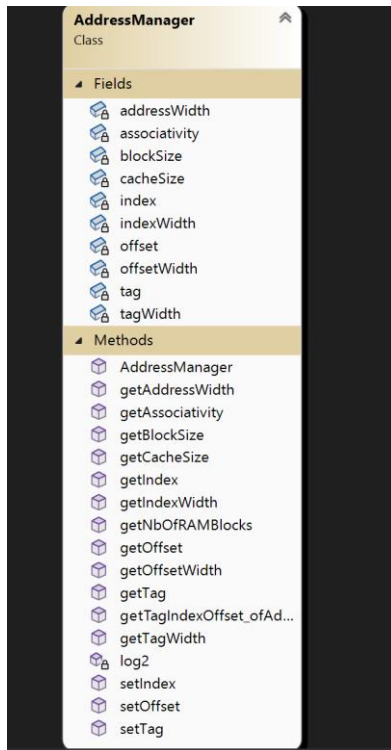 AddressManager
Class
Fields
addressWidth
associativity
blockSize
cacheSize
index
indexWidth
offset
offsetWidth
tag
tagWidth
Methods
AddressManager
getAddressWidth
getAssociativity
getBlockSize
getCacheSize
getIndex
getIndexWidth
getNbOfRAMBlocks
getOffset
getOffsetWidth
getTag
getTagIndexOffset_ofAd...
getTagWidth
log2
setIndex
setOffset
setTag